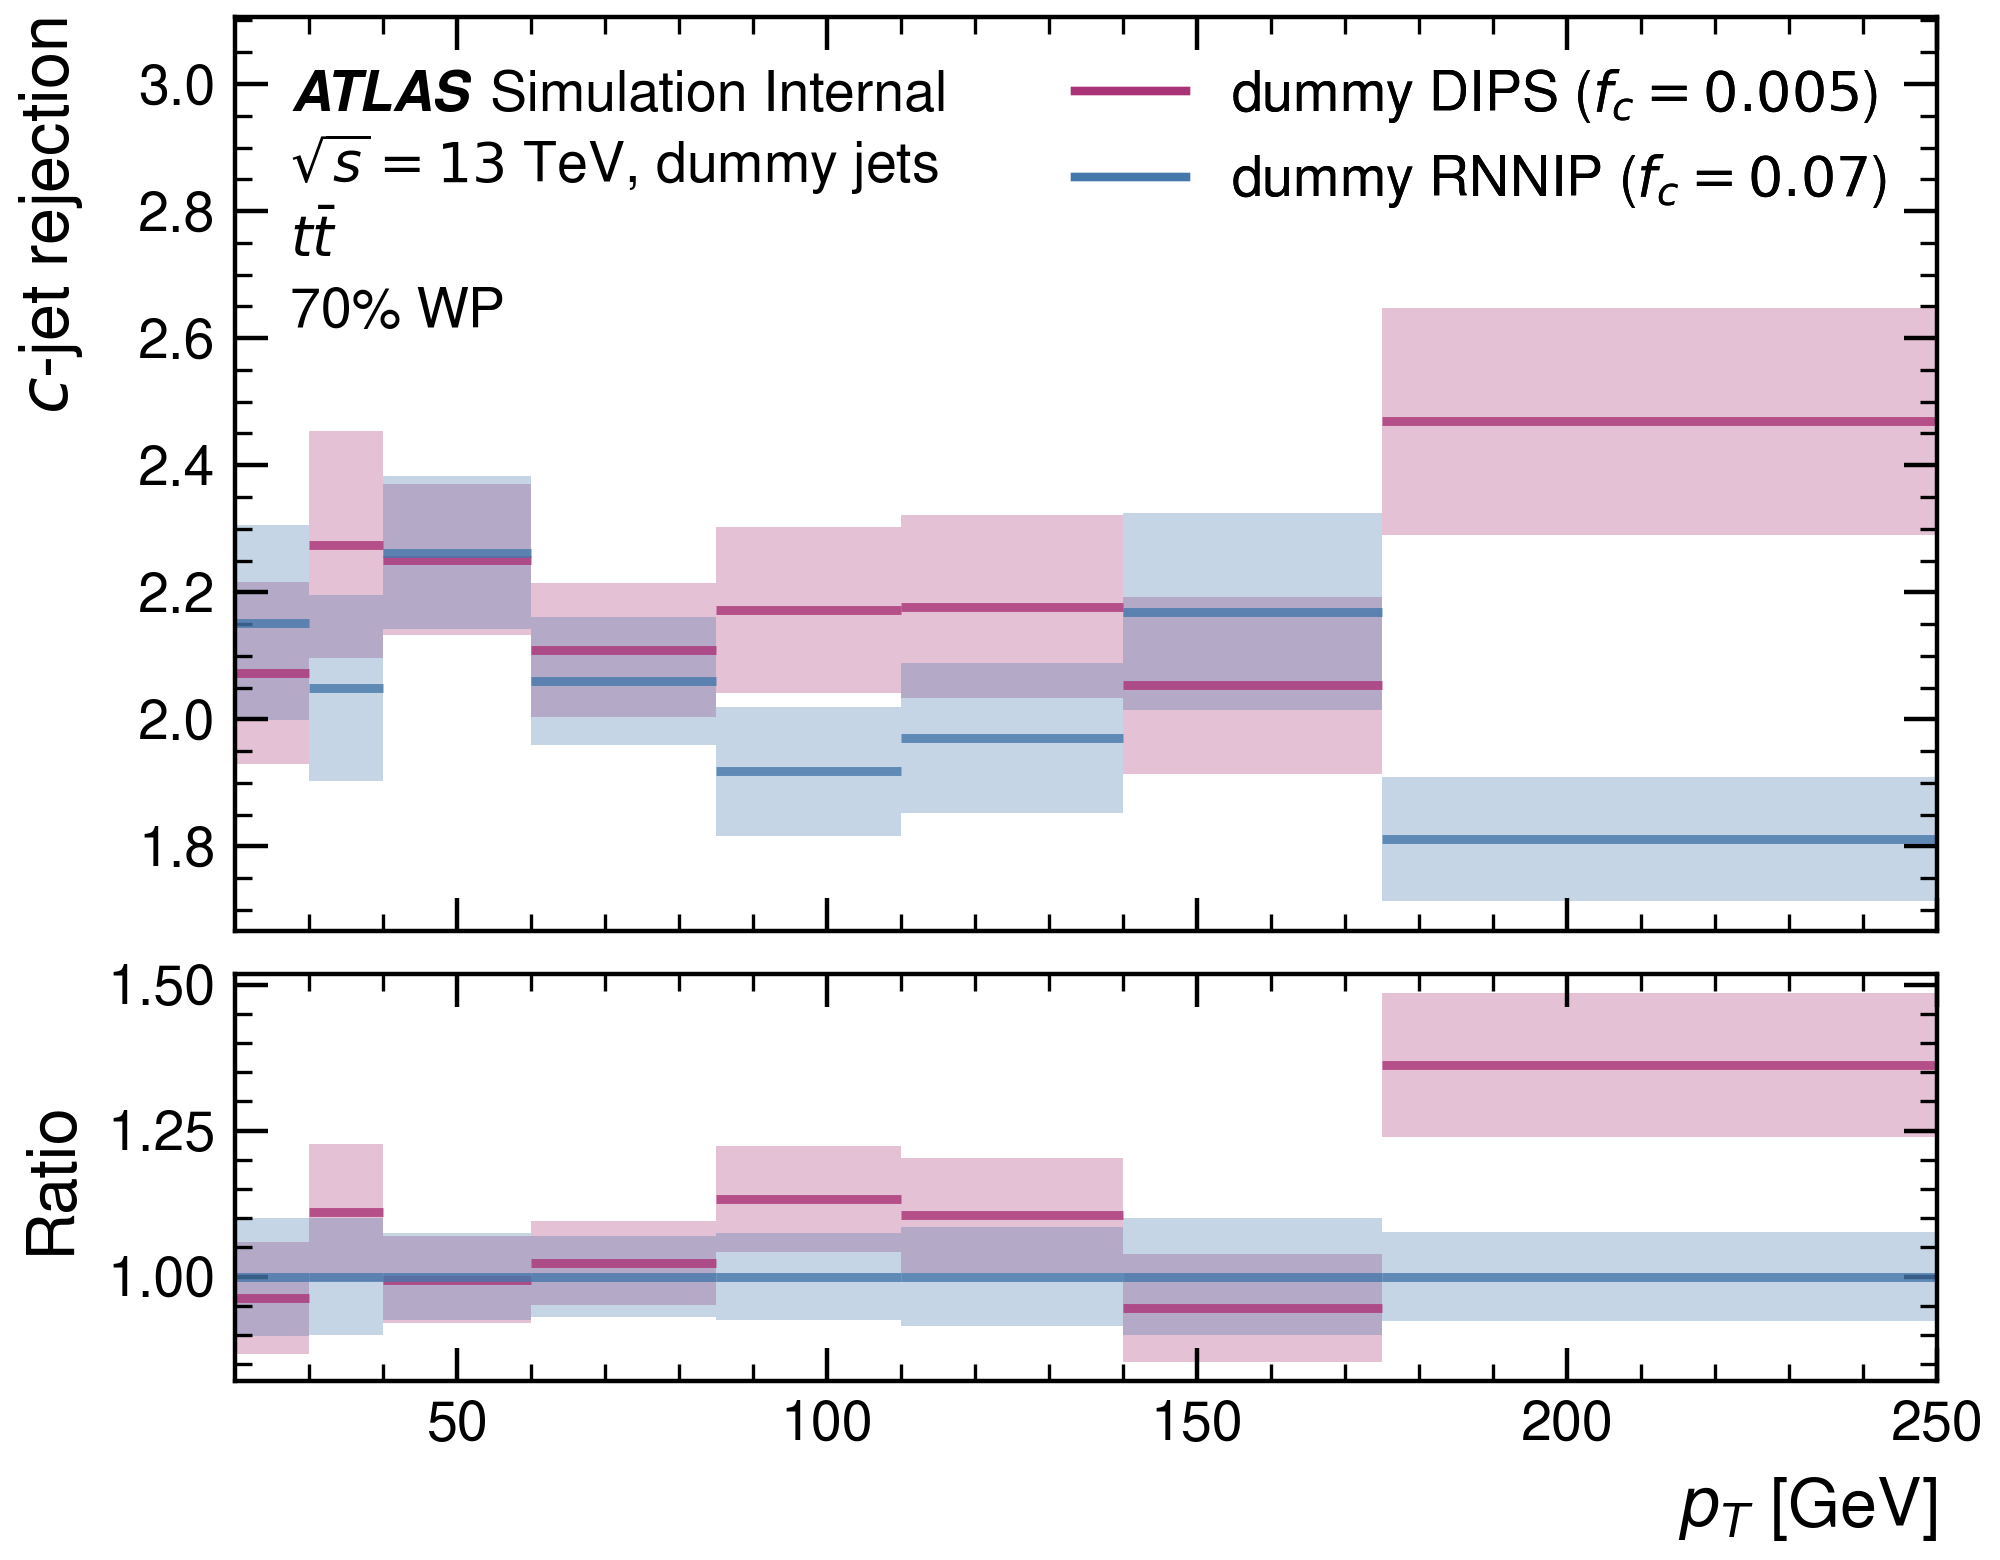 c-jet rejection
3.0
2.8
2.6
2.4
2.2
2.0
1.8
ATLAS Simulation Internal
√s = 13 TeV, dummy jets
tt̄
70% WP
dummy DIPS (f_c = 0.005)
dummy RNNIP (f_c = 0.07)
Ratio
1.50
1.25
1.00
50 100 150 200 250
p_T [GeV]